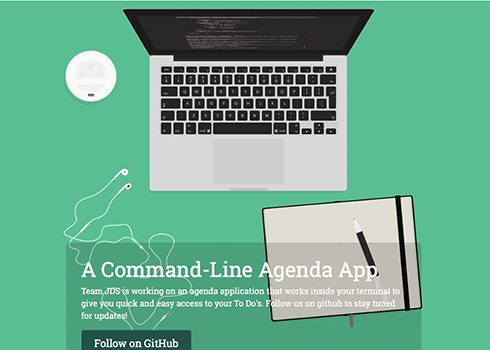 A Command-Line Agenda App
Team JDS is working on an agenda application that works inside your terminal to
give you quick and easy access to your To Do's. Follow us on github to stay tuned
for updates!
Follow on GitHub